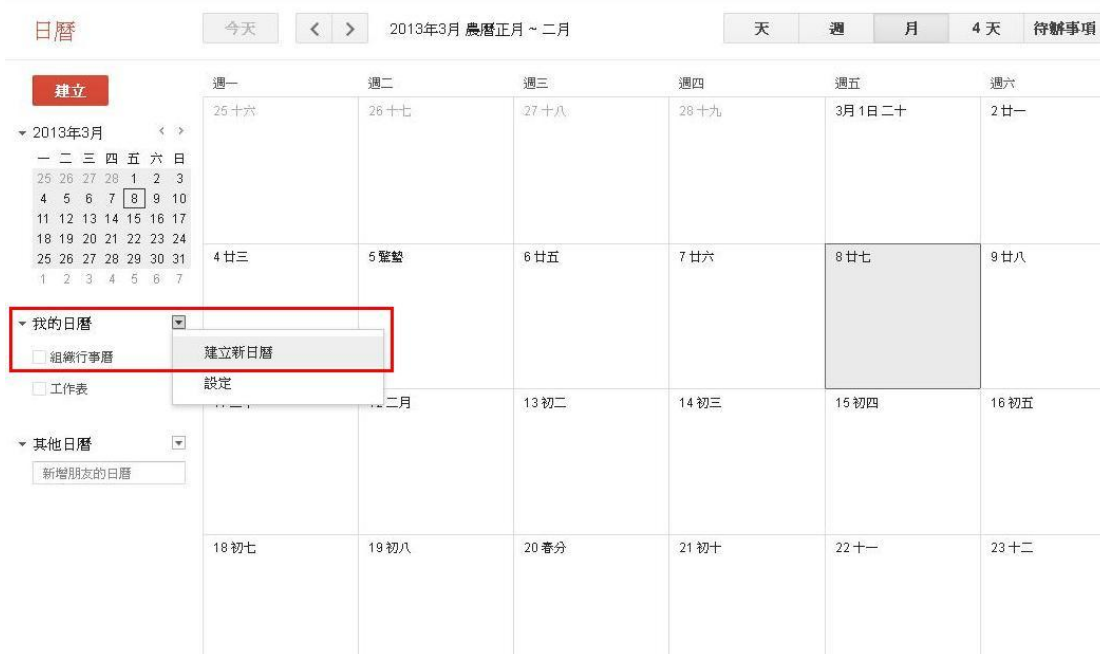 日曆
今天 < > 2013年3月 農曆正月 ~ 二月 天 週 月 4 天 待辦事項
建立
2013年3月 < >
一 二 三 四 五 六 日
25 26 27 28 1 2 3
4 5 6 7 8 9 10
11 12 13 14 15 16 17
18 19 20 21 22 23 24
25 26 27 28 29 30 31
1 2 3 4 5 6 7
我的日曆
組織行事曆
工作表
建立新日曆
設定
其他日曆
新增朋友的日曆
週一 週二 週三 週四 週五 週六
25 十六 26 十七 27 十八 28 十九 3月 1日 二十 2 廿一
4 廿三 5 驚蟄 6 廿五 7 廿六 8 廿七 9 廿八
二月 13 初二 14 初三 15 初四 16 初五
18 初七 19 初八 20 春分 21 初十 22 十一 23 十二